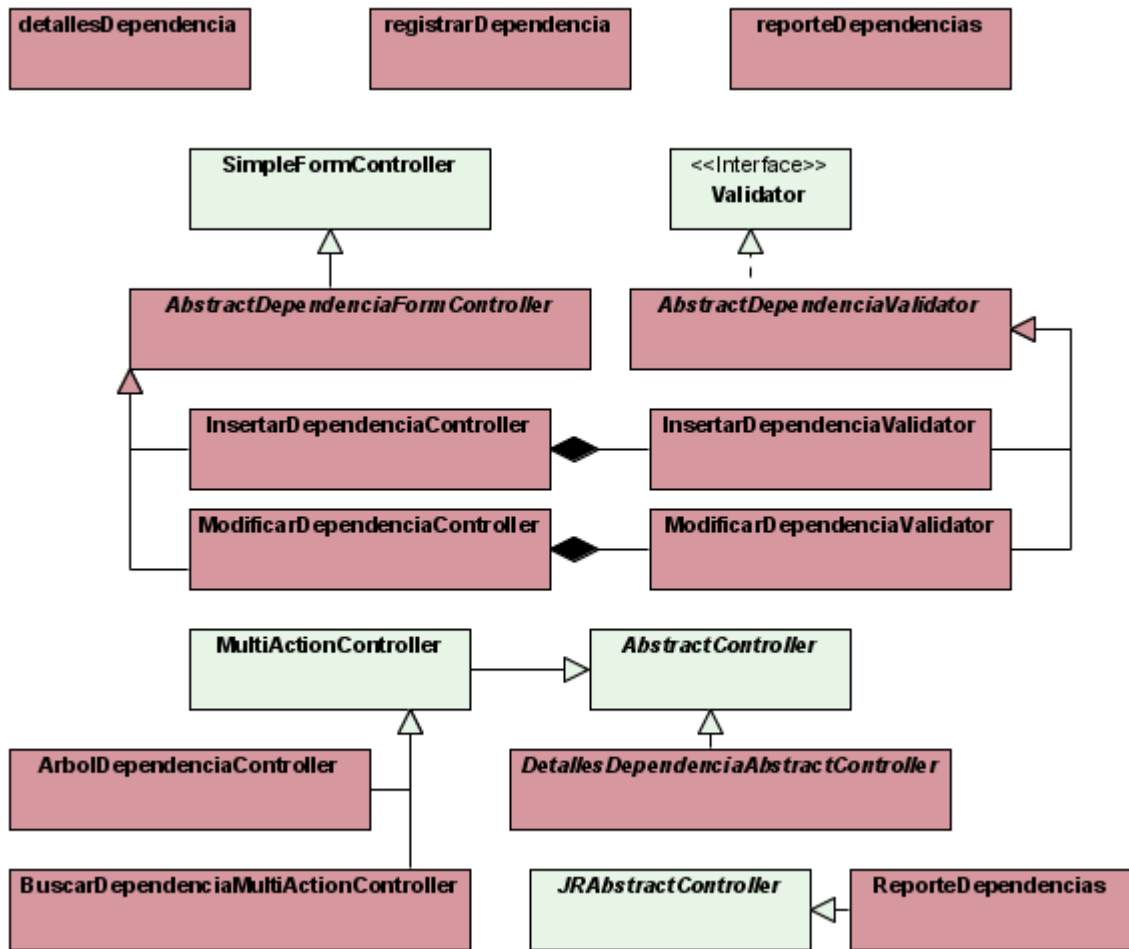 detallesDependencia
registrarDependencia
reporteDependencias
SimpleFormController
<<Interface>>
Validator
AbstractDependenciaFormController
AbstractDependenciaValidator
InsertarDependenciaController
InsertarDependenciaValidator
ModificarDependenciaController
ModificarDependenciaValidator
MultiActionController
AbstractController
ArbolDependenciaController
DetallesDependenciaAbstractController
BuscarDependenciaMultiActionController
JRAbstractController
ReporteDependencias